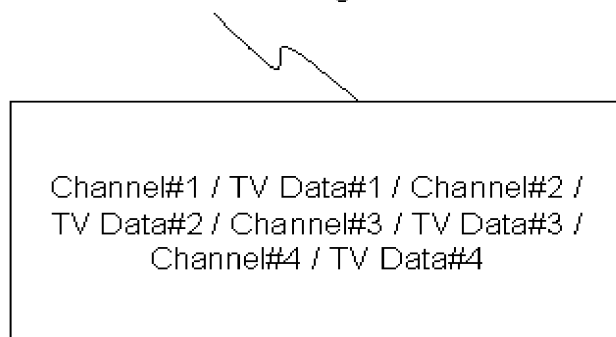 Channel#1 / TV Data#1 / Channel#2 /
TV Data#2 / Channel#3 / TV Data#3 /
Channel#4 / TV Data#4